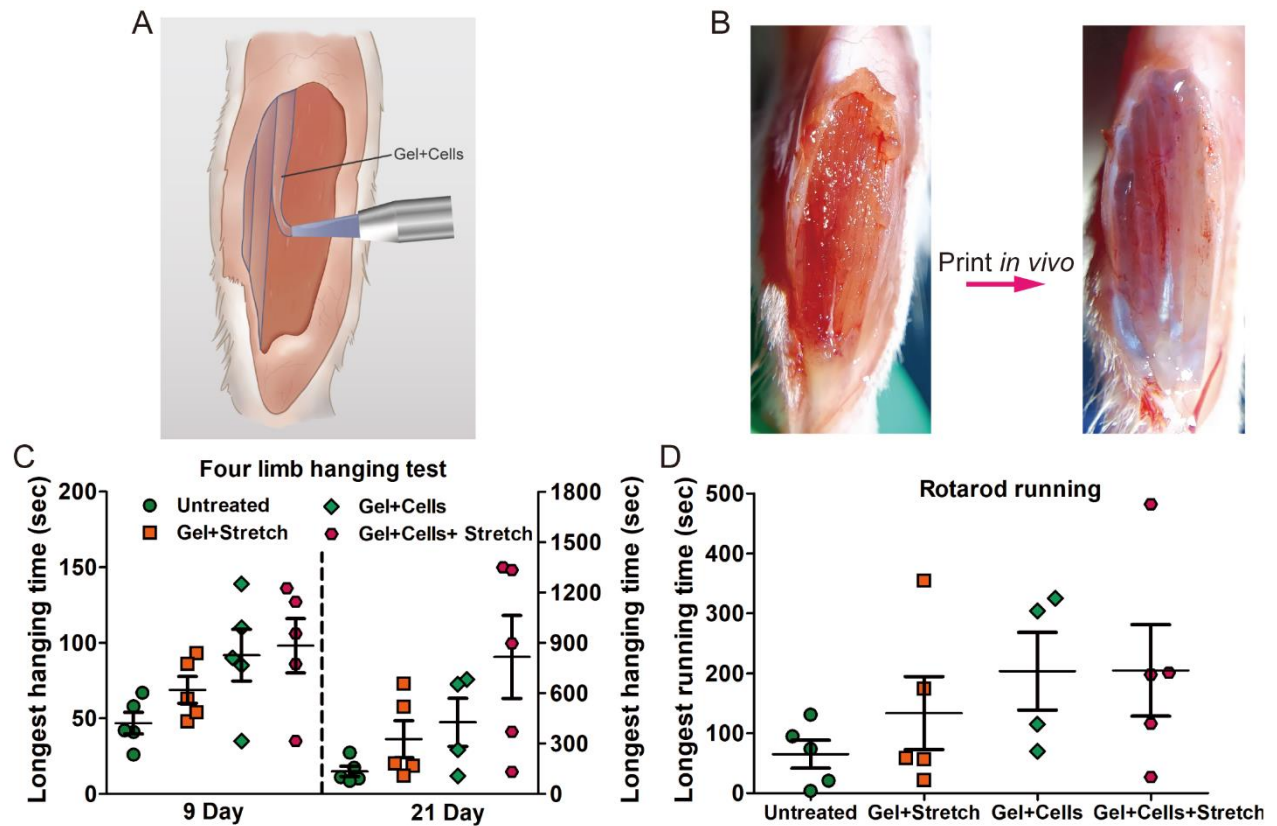 A
Gel+Cells
B
Print in vivo
C
Four limb hanging test
Longest hanging time (sec)
200
150
100
50
0
Untreated
Gel+Stretch
Gel+Cells
Gel+Cells+ Stretch
9 Day
21 Day
1800
1500
1200
900
600
300
0
Longest hanging time (sec)
D
Rotarod running
Longest running time (sec)
500
400
300
200
100
0
Untreated
Gel+Stretch
Gel+Cells
Gel+Cells+Stretch